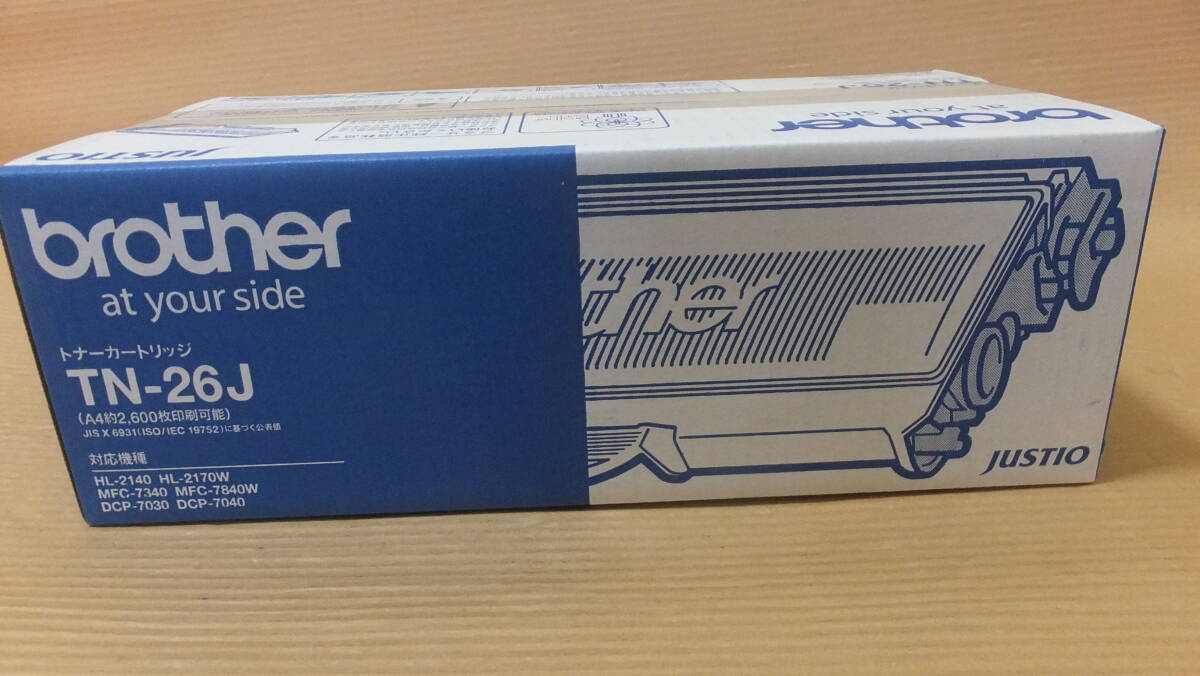 TN-26J
brother
at your side
JUSTIO
brother
at your side
トナーカートリッジ
TN-26J
(A4約2,600枚印刷可能)
JIS X 6931(ISO/IEC 19752)に基づく公表値
対応機種
HL-2140 HL-2170W
MFC-7340 MFC-7840W
DCP-7030 DCP-7040
ther
JUSTIO